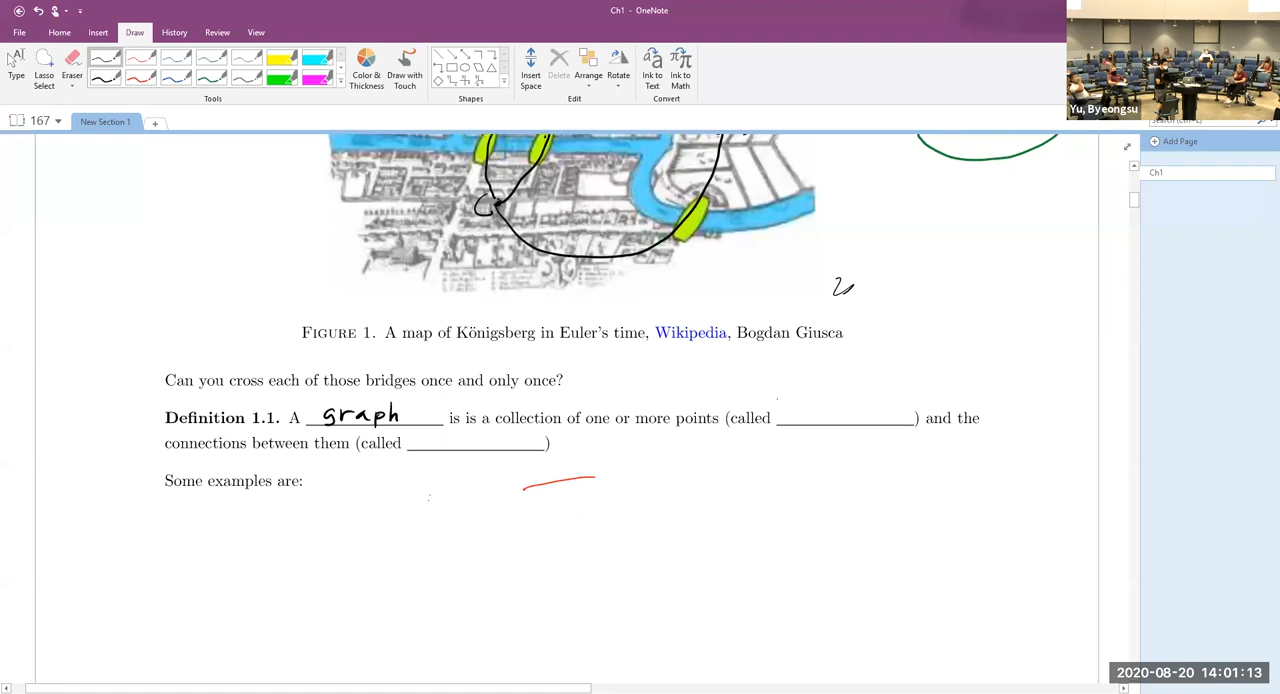 Ch1 - OneNote
File Home Insert Draw History Review View
Type
Lasso Select
Eraser
Color & Thickness
Draw with Touch
Insert Space
Delete
Arrange
Rotate
Ink to Text
Ink to Math
Tools
Shapes
Edit
Convert
Yu, Byeongsu
167
New Section 1
Add Page
Ch1
FIGURE 1. A map of Königsberg in Euler's time, Wikipedia, Bogdan Giusca
Can you cross each of those bridges once and only once?
Definition 1.1. A graph is is a collection of one or more points (called ______________) and the
connections between them (called ______________)
Some examples are:
2020-08-20 14:01:13